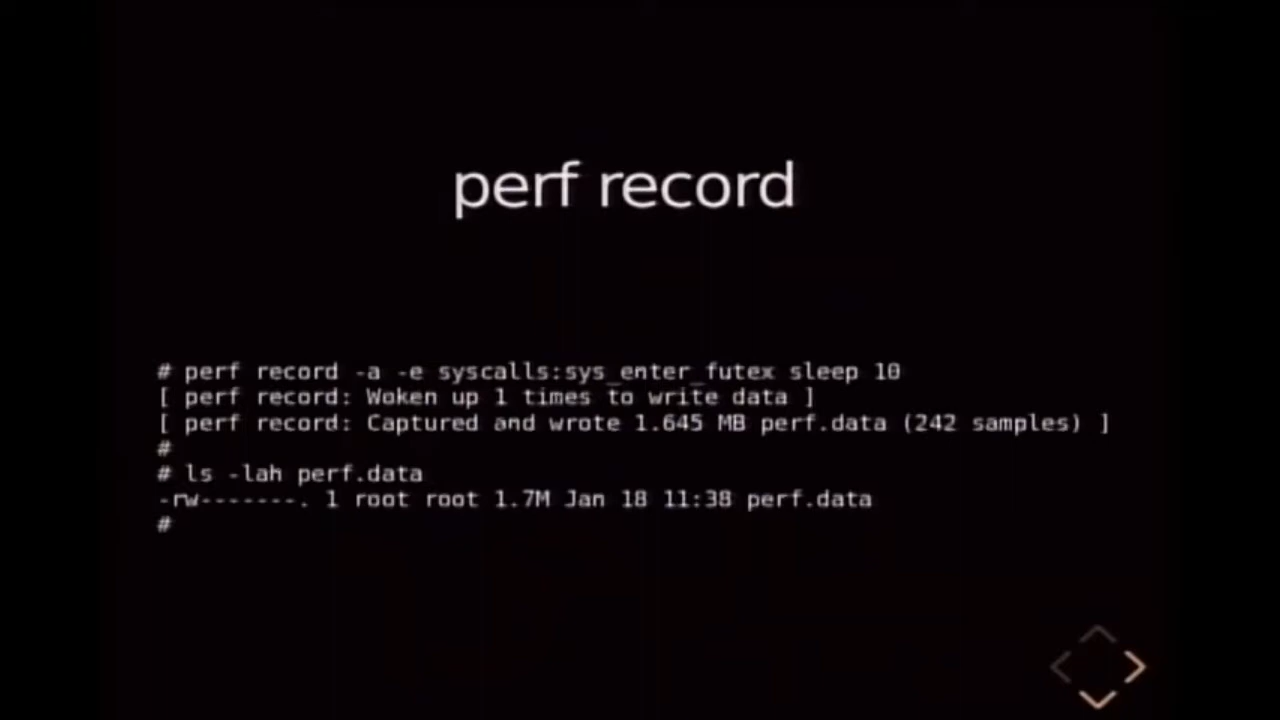 perf record
# perf record -a -e syscalls:sys_enter_futex sleep 10
[ perf record: Woken up 1 times to write data ]
[ perf record: Captured and wrote 1.645 MB perf.data (242 samples) ]
#
# ls -lah perf.data
-rw-------. 1 root root 1.7M Jan 18 11:38 perf.data
#